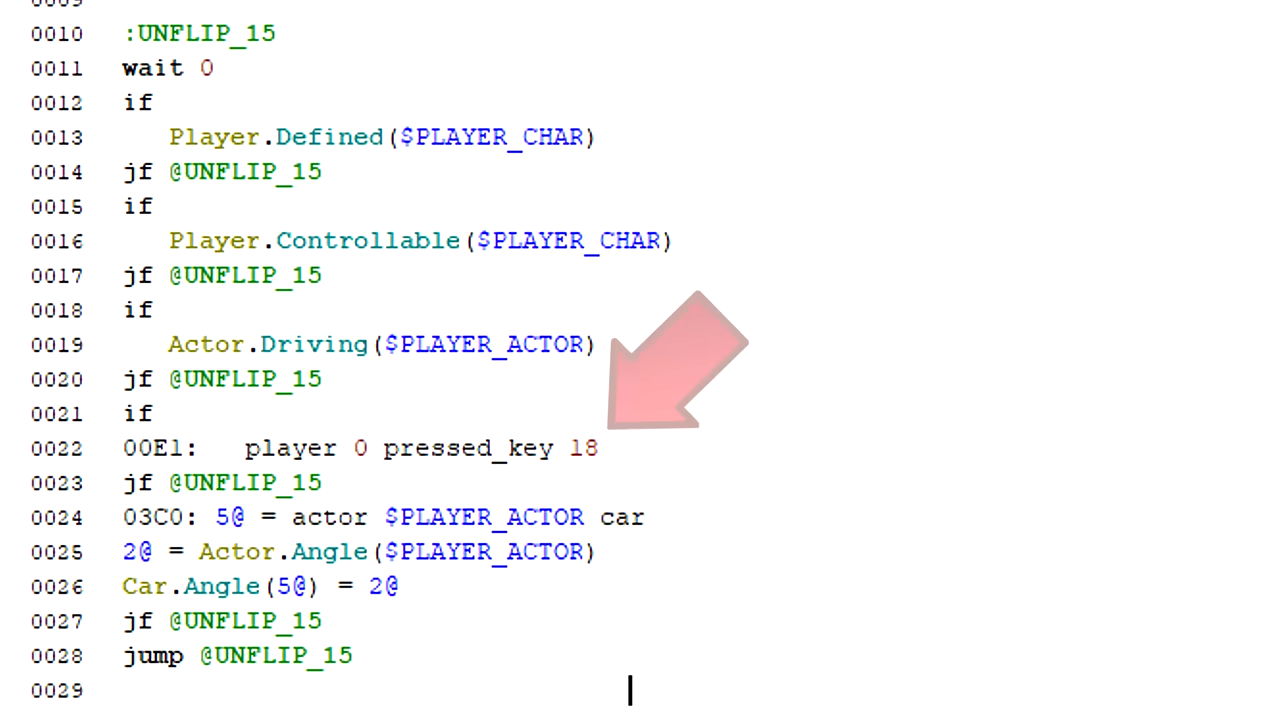 0009
0010 :UNFLIP_15
0011 wait 0
0012 if
0013 Player.Defined($PLAYER_CHAR)
0014 jf @UNFLIP_15
0015 if
0016 Player.Controllable($PLAYER_CHAR)
0017 jf @UNFLIP_15
0018 if
0019 Actor.Driving($PLAYER_ACTOR)
0020 jf @UNFLIP_15
0021 if
0022 00E1: player 0 pressed_key 18
0023 jf @UNFLIP_15
0024 03C0: 5@ = actor $PLAYER_ACTOR car
0025 2@ = Actor.Angle($PLAYER_ACTOR)
0026 Car.Angle(5@) = 2@
0027 jf @UNFLIP_15
0028 jump @UNFLIP_15
0029